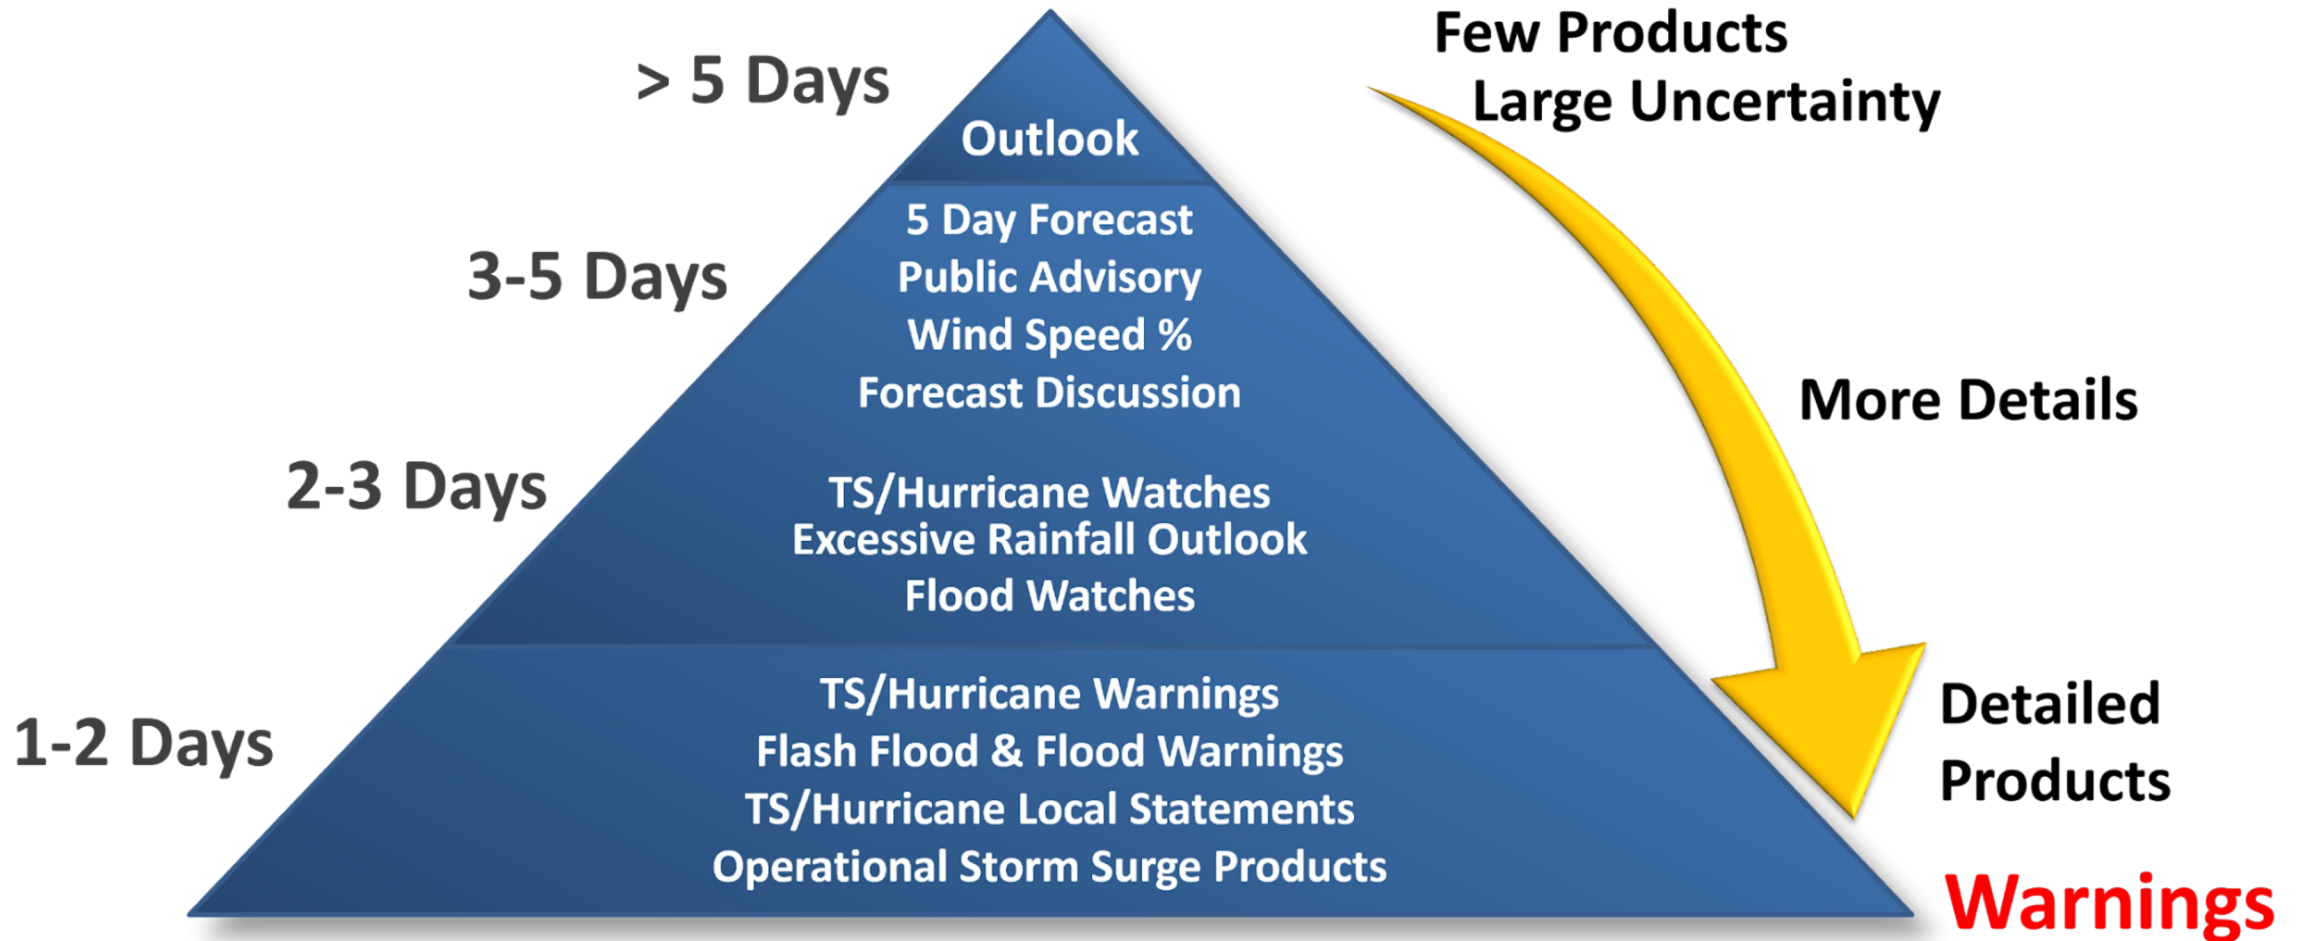 > 5 Days
Outlook
Few Products
Large Uncertainty
3-5 Days
5 Day Forecast
Public Advisory
Wind Speed %
Forecast Discussion
More Details
2-3 Days
TS/Hurricane Watches
Excessive Rainfall Outlook
Flood Watches
1-2 Days
TS/Hurricane Warnings
Flash Flood & Flood Warnings
TS/Hurricane Local Statements
Operational Storm Surge Products
Detailed
Products
Warnings